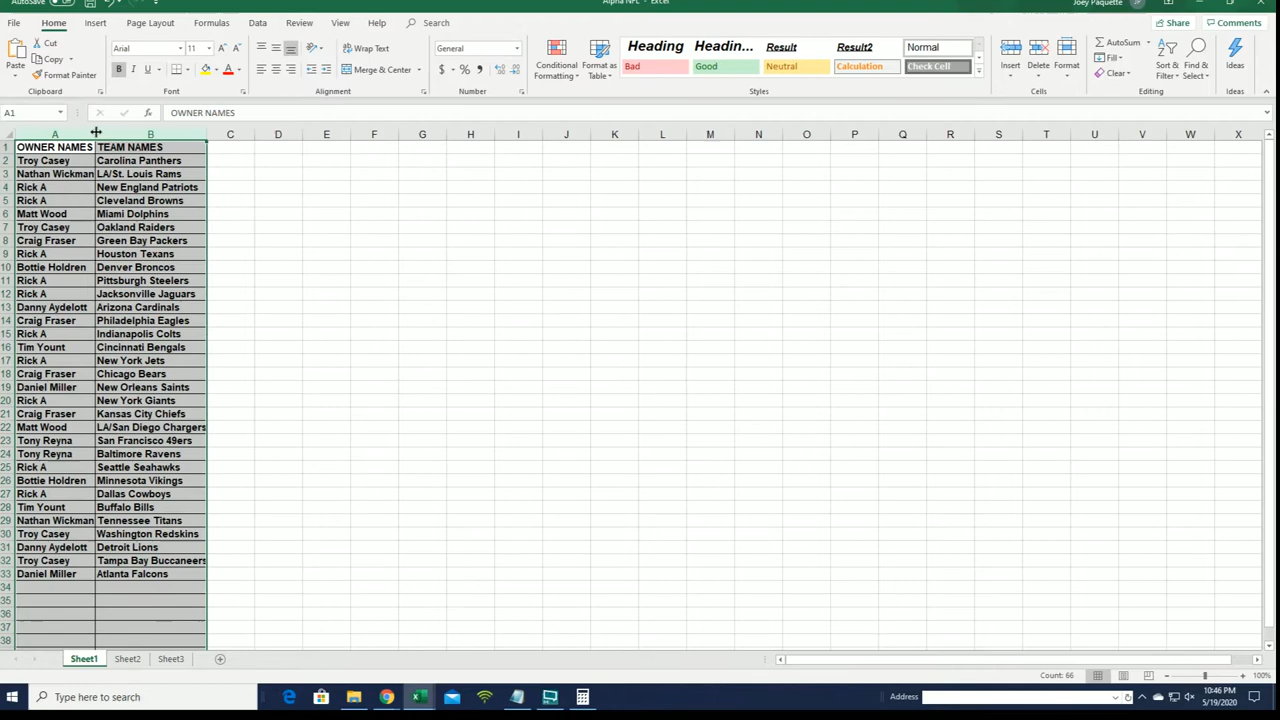 AutoSave Off Alpha NFL - Excel Joey Paquette JP
File Home Insert Page Layout Formulas Data Review View Help Search Share Comments
Paste Cut Copy Format Painter Clipboard
Arial 11 A A B I U A Font
Wrap Text Merge & Center Alignment
General $ % , Number
Conditional Formatting Format as Table
Heading Headin... Result Result2 Normal
Bad Good Neutral Calculation Check Cell
Styles
Insert Delete Format Cells
AutoSum Fill Clear Sort & Filter Find & Select Editing
Ideas Ideas
A1 fx OWNER NAMES
A B C D E F G H I J K L M N O P Q R S T U V W X
1 OWNER NAMES TEAM NAMES
2 Troy Casey Carolina Panthers
3 Nathan Wickman LA/St. Louis Rams
4 Rick A New England Patriots
5 Rick A Cleveland Browns
6 Matt Wood Miami Dolphins
7 Troy Casey Oakland Raiders
8 Craig Fraser Green Bay Packers
9 Rick A Houston Texans
10 Bottie Holdren Denver Broncos
11 Rick A Pittsburgh Steelers
12 Rick A Jacksonville Jaguars
13 Danny Aydelott Arizona Cardinals
14 Craig Fraser Philadelphia Eagles
15 Rick A Indianapolis Colts
16 Tim Yount Cincinnati Bengals
17 Rick A New York Jets
18 Craig Fraser Chicago Bears
19 Daniel Miller New Orleans Saints
20 Rick A New York Giants
21 Craig Fraser Kansas City Chiefs
22 Matt Wood LA/San Diego Chargers
23 Tony Reyna San Francisco 49ers
24 Tony Reyna Baltimore Ravens
25 Rick A Seattle Seahawks
26 Bottie Holdren Minnesota Vikings
27 Rick A Dallas Cowboys
28 Tim Yount Buffalo Bills
29 Nathan Wickman Tennessee Titans
30 Troy Casey Washington Redskins
31 Danny Aydelott Detroit Lions
32 Troy Casey Tampa Bay Buccaneers
33 Daniel Miller Atlanta Falcons
34
35
36
37
38
Sheet1 Sheet2 Sheet3
Count: 66 100%
Type here to search Address 10:46 PM
5/19/2020